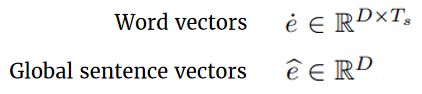 Word vectors ė ∈ ℝ^{D×T_s}
Global sentence vectors ê ∈ ℝ^D